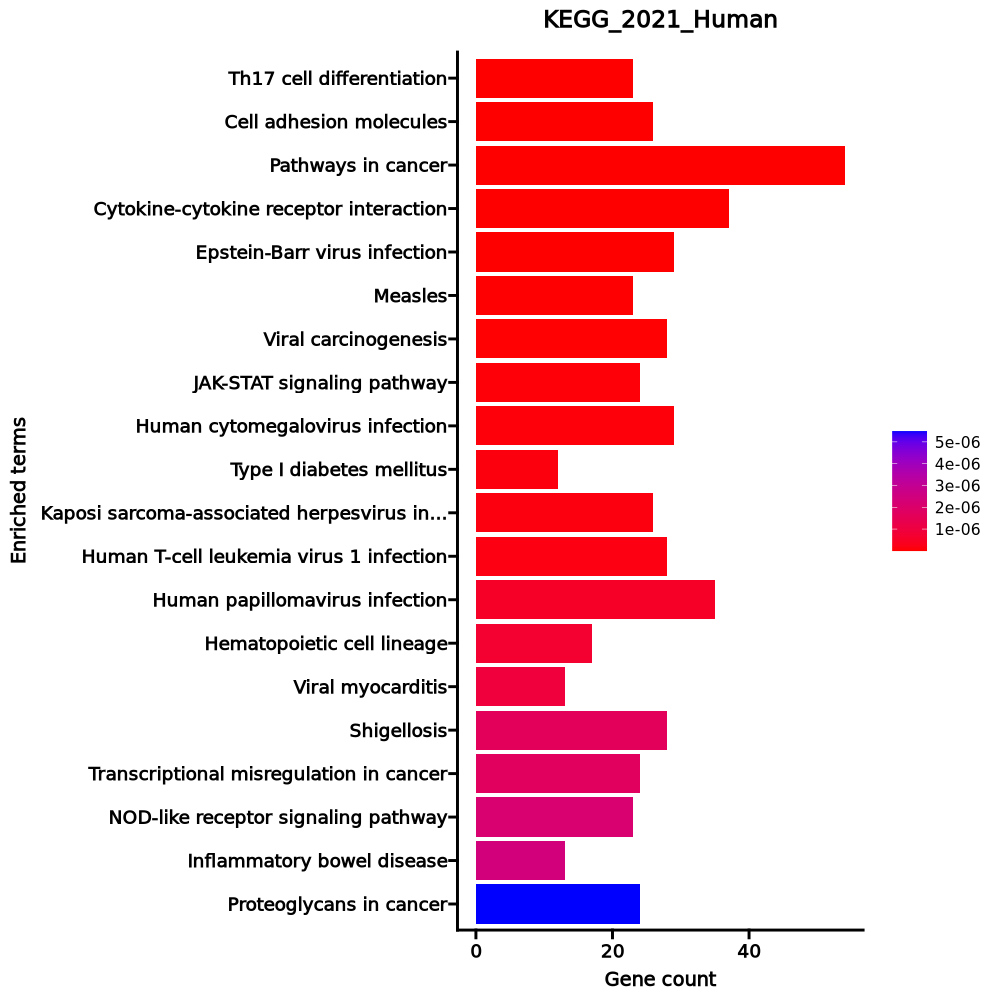 KEGG_2021_Human
Th17 cell differentiation
Cell adhesion molecules
Pathways in cancer
Cytokine-cytokine receptor interaction
Epstein-Barr virus infection
Measles
Viral carcinogenesis
JAK-STAT signaling pathway
Human cytomegalovirus infection
Type I diabetes mellitus
Kaposi sarcoma-associated herpesvirus in...
Human T-cell leukemia virus 1 infection
Human papillomavirus infection
Hematopoietic cell lineage
Viral myocarditis
Shigellosis
Transcriptional misregulation in cancer
NOD-like receptor signaling pathway
Inflammatory bowel disease
Proteoglycans in cancer
Enriched terms
0 20 40
Gene count
5e-06
4e-06
3e-06
2e-06
1e-06